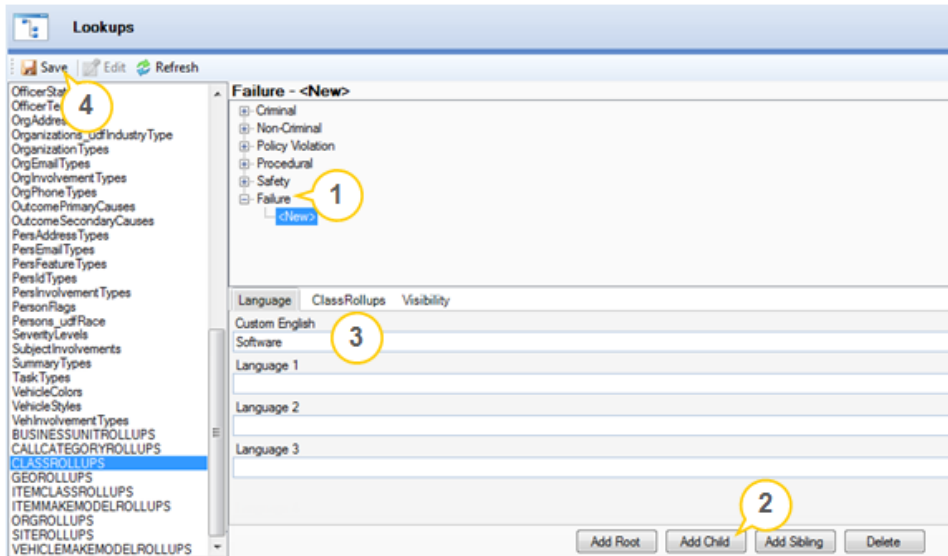 Lookups
Save Edit Refresh
4
OfficerStat
OfficerTe
OrgAddres
Organizations_udfIndustryType
OrganizationTypes
OrgEmailTypes
OrgInvolvementTypes
OrgPhoneTypes
OutcomePrimaryCauses
OutcomeSecondaryCauses
PersAddressTypes
PersEmailTypes
PersFeatureTypes
PersIdTypes
PersInvolvementTypes
PersonFlags
Persons_udfRace
SeverityLevels
SubjectInvolvements
SummaryTypes
TaskTypes
VehicleColors
VehicleStyles
VehInvolvementTypes
BUSINESSUNITROLLUPS
CALLCATEGORYROLLUPS
CLASSROLLUPS
GEOROLLUPS
ITEMCLASSROLLUPS
ITEMMAKEMODELROLLUPS
ORGROLLUPS
SITEROLLUPS
VEHICLEMAKEMODELROLLUPS
Failure - <New>
Criminal
Non-Criminal
Policy Violation
Procedural
Safety
Failure
<New>
1
Language ClassRollups Visibility
Custom English
Software
3
Language 1
Language 2
Language 3
2
Add Root Add Child Add Sibling Delete